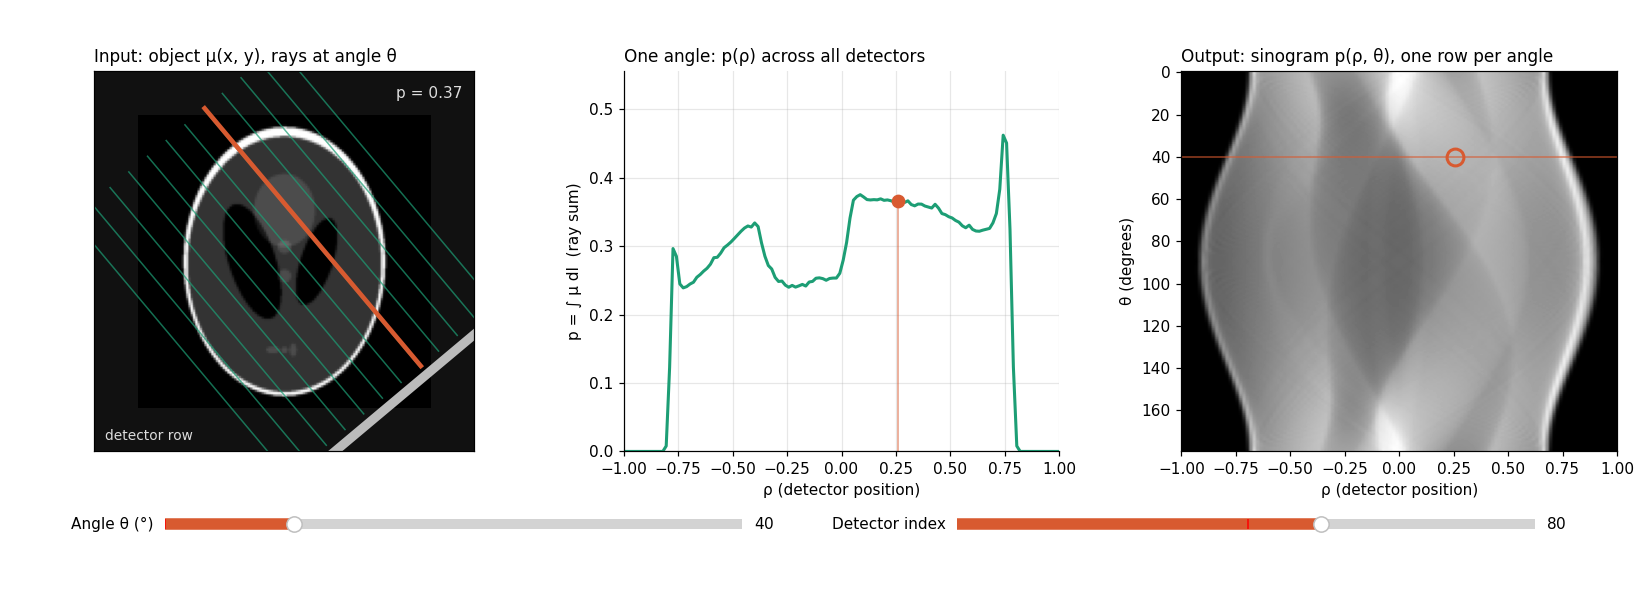 Input: object μ(x, y), rays at angle θ
p = 0.37
detector row
One angle: p(ρ) across all detectors
p = ∫ μ dl (ray sum)
0.5
0.4
0.3
0.2
0.1
0.0
−1.00 −0.75 −0.50 −0.25 0.00 0.25 0.50 0.75 1.00
ρ (detector position)
Output: sinogram p(ρ, θ), one row per angle
θ (degrees)
0
20
40
60
80
100
120
140
160
−1.00 −0.75 −0.50 −0.25 0.00 0.25 0.50 0.75 1.00
ρ (detector position)
Angle θ (°) 40
Detector index 80